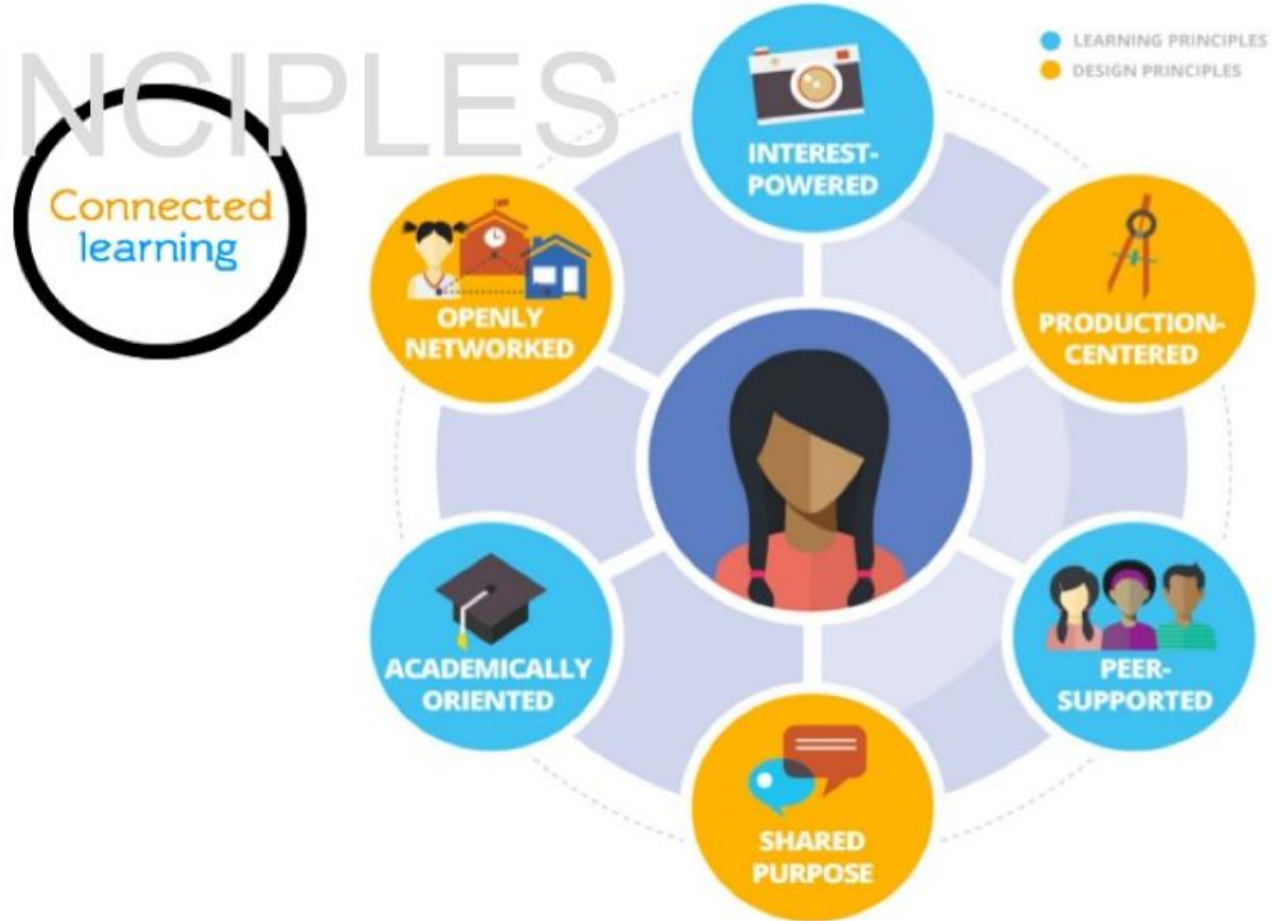 NCIPLES
Connected
learning
LEARNING PRINCIPLES
DESIGN PRINCIPLES
INTEREST-
POWERED
OPENLY
NETWORKED
PRODUCTION-
CENTERED
ACADEMICALLY
ORIENTED
PEER-
SUPPORTED
SHARED
PURPOSE